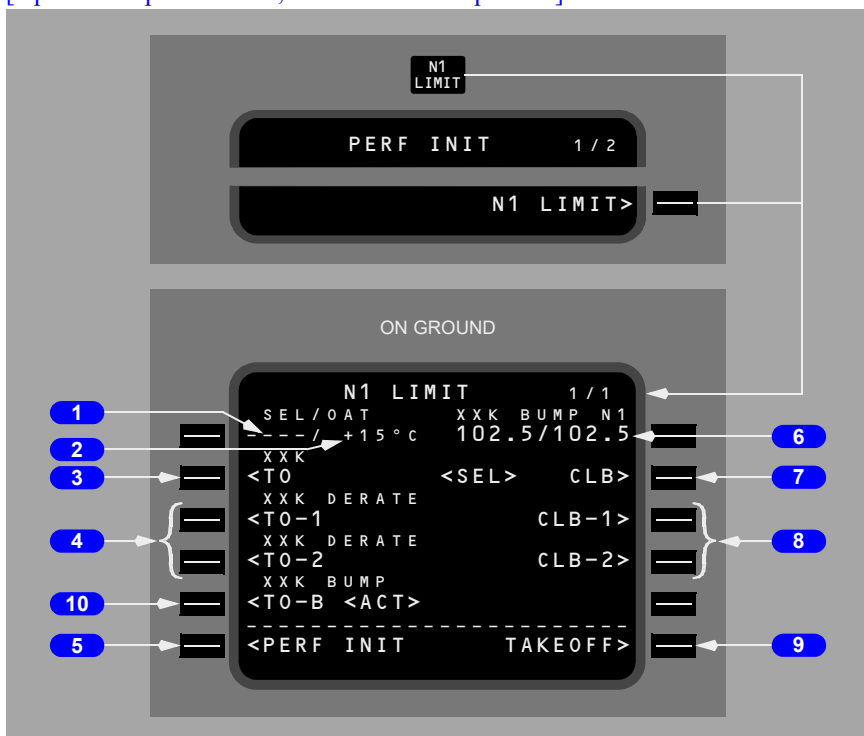 N1
LIMIT
PERF INIT 1/2
N1 LIMIT>
ON GROUND
N1 LIMIT 1/1
SEL/OAT XXK BUMP N1
----/ +15°C 102.5/102.5
XXK
<TO <SEL> CLB>
XXK DERATE
<TO-1 CLB-1>
XXK DERATE
<TO-2 CLB-2>
XXK BUMP
<TO-B <ACT>
------------------------
<PERF INIT TAKEOFF>
1
2
3
4
10
5
6
7
8
9